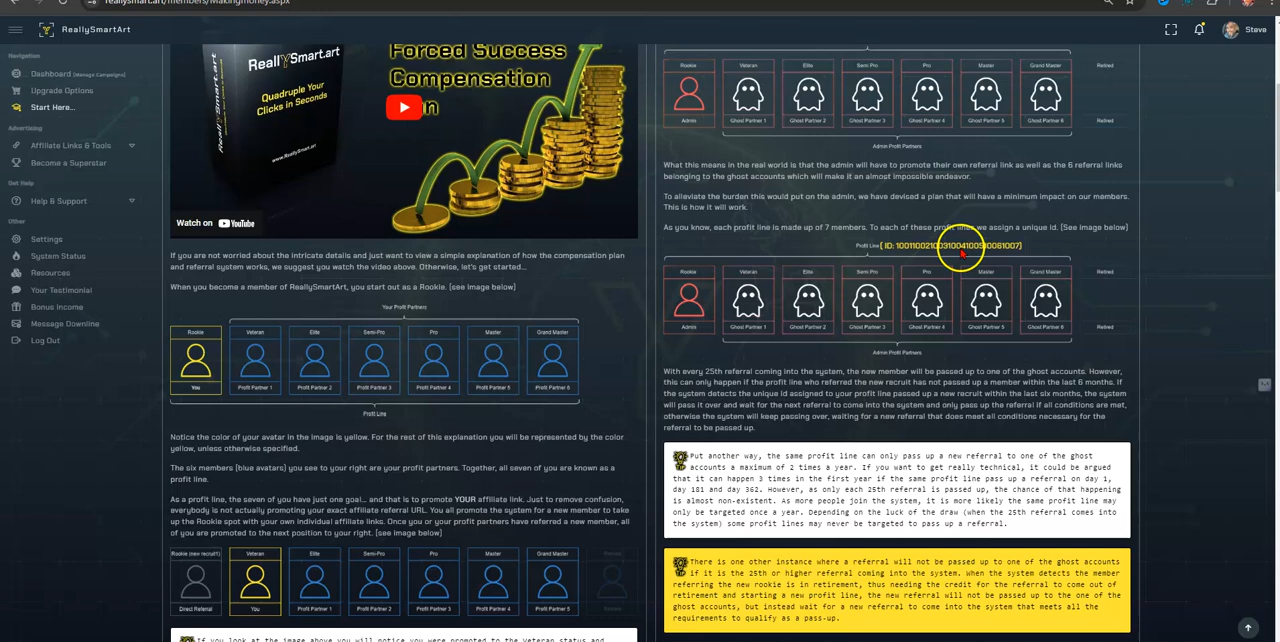 reallysmart.art/members/Makingmoney.aspx
ReallySmartArt
Steve
Navigation
Dashboard [Manage Campaigns]
Upgrade Options
Start Here...
Advertising
Affiliate Links & Tools
Become a Superstar
Get Help
Help & Support
Other
Settings
System Status
Resources
Your Testimonial
Bonus Income
Message Downline
Log Out
ReallYSmart.art
Quadruple Your
Clicks in Seconds
www.ReallySmart.art
Forced Success
Compensation
Watch on YouTube
If you are not worried about the intricate details and just want to view a simple explanation of how the compensation
plan and referral system works, we suggest you watch the video above. Otherwise, let's get started...
When you become a member of ReallySmartArt, you start out as a Rookie. [see image below]
Your Profit Partners
Rookie Veteran Elite Semi-Pro Pro Master Grand Master
You Profit Partner 1 Profit Partner 2 Profit Partner 3 Profit Partner 4 Profit Partner 5 Profit Partner 6
Profit Line
Notice the color of your avatar in the image is yellow. For the rest of this explanation you will be represented by the color
yellow, unless otherwise specified.
The six members [blue avatars] you see to your right are your profit partners. Together, all seven of you are known as a
profit line.
As a profit line, the seven of you have just one goal... and that is to promote YOUR affiliate link. Just to remove confusion,
everybody is not actually promoting your exact affiliate referral URL. You all promote the system for a new member to take
up the Rookie spot with your own individual affiliate links. Once you or your profit partners have referred a new member, all
of you are promoted to the next position to your right. [see image below]
Rookie (new recruit1) Veteran Elite Semi-Pro Pro Master Grand Master
Direct Referral You Profit Partner 1 Profit Partner 2 Profit Partner 3 Profit Partner 4 Profit Partner 5
If you look at the image above you will notice you were promoted to the Veteran status and
Rookie Veteran Elite Semi Pro Pro Master Grand Master Retired
Admin Ghost Partner 1 Ghost Partner 2 Ghost Partner 3 Ghost Partner 4 Ghost Partner 5 Ghost Partner 6 Retired
Admin Profit Partners
What this means in the real world is that the admin will have to promote their own referral link as well as the 6 referral links
belonging to the ghost accounts which will make it an almost impossible endeavor.
To alleviate the burden this would put on the admin, we have devised a plan that will have a minimum impact on our members.
This is how it will work.
As you know, each profit line is made up of 7 members. To each of these profit lines we assign a unique id. [See image below]
Profit Line [ ID: 1001100210031004100510061007]
Rookie Veteran Elite Semi Pro Pro Master Grand Master Retired
Admin Ghost Partner 1 Ghost Partner 2 Ghost Partner 3 Ghost Partner 4 Ghost Partner 5 Ghost Partner 6 Retired
Admin Profit Partners
With every 25th referral coming into the system, the new member will be passed up to one of the ghost accounts. However,
this can only happen if the profit line who referred the new recruit has not passed up a member within the last 6 months. If
the system detects the unique id assigned to your profit line passed up a new recruit within the last six months, the system
will pass it over and wait for the next referral to come into the system and only pass up the referral if all conditions are met,
otherwise the system will keep passing over, waiting for a new referral that does meet all conditions necessary for the
referral to be passed up.
Put another way, the same profit line can only pass up a new referral to one of the ghost
accounts a maximum of 2 times a year. If you want to get really technical, it could be argued
that it can happen 3 times in the first year if the same profit line pass up a referral on day 1,
day 181 and day 362. However, as only each 25th referral is passed up, the chance of that happening
is almost non-existent. As more people join the system, it is more likely the same profit line may
only be targeted once a year. Depending on the luck of the draw (when the 25th referral comes into
the system) some profit lines may never be targeted to pass up a referral.
There is one other instance where a referral will not be passed up to one of the ghost accounts
if it is the 25th or higher referral coming into the system. When the system detects the member
referring the new rookie is in retirement, thus needing the credit for the referral to come out of
retirement and starting a new profit line, the new referral will not be passed up to one of the
ghost accounts, but instead wait for a new referral to come into the system that meets all the
requirements to qualify as a pass-up.